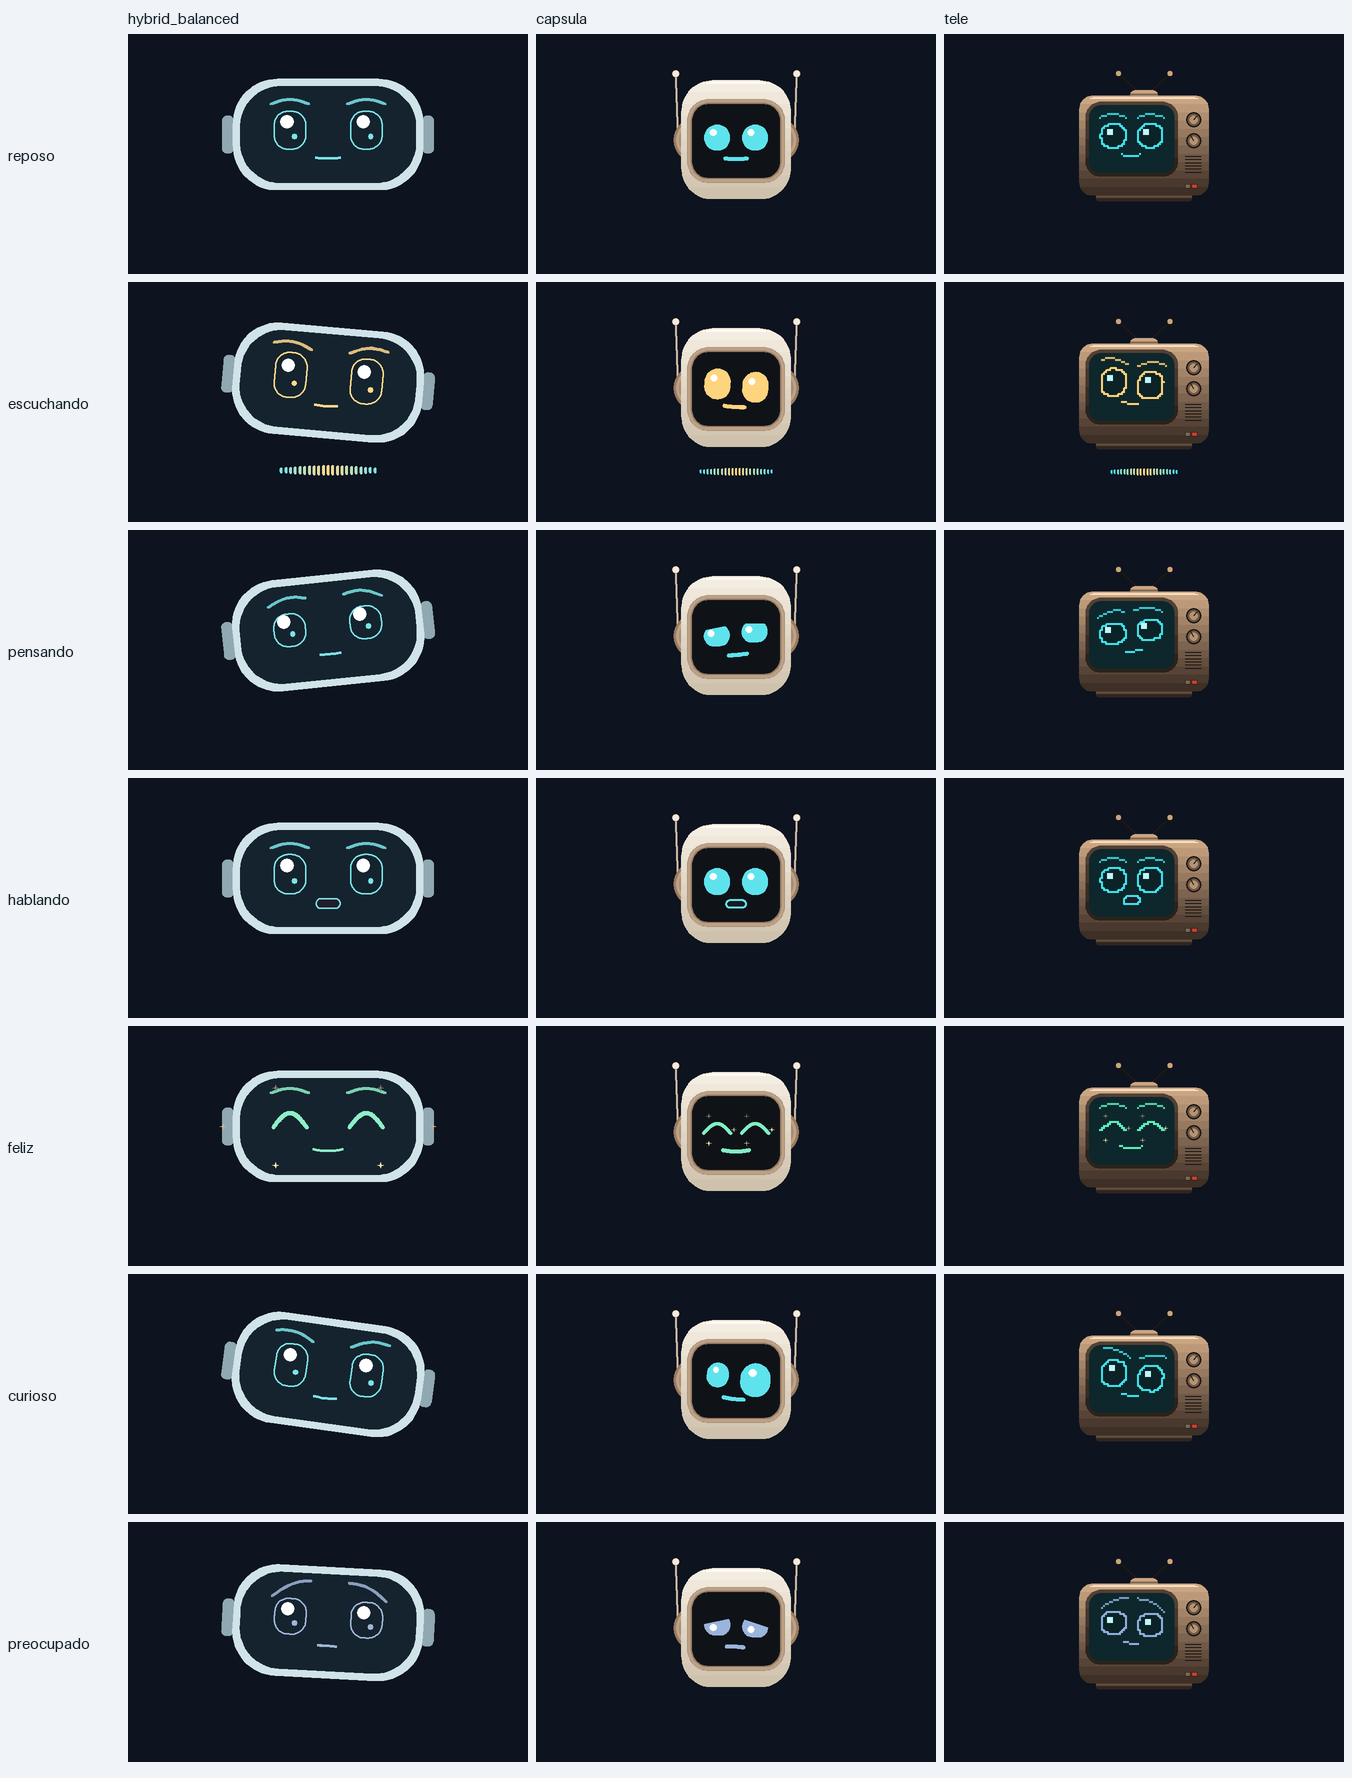 hybrid_balanced
capsula
tele
reposo
escuchando
pensando
hablando
feliz
curioso
preocupado